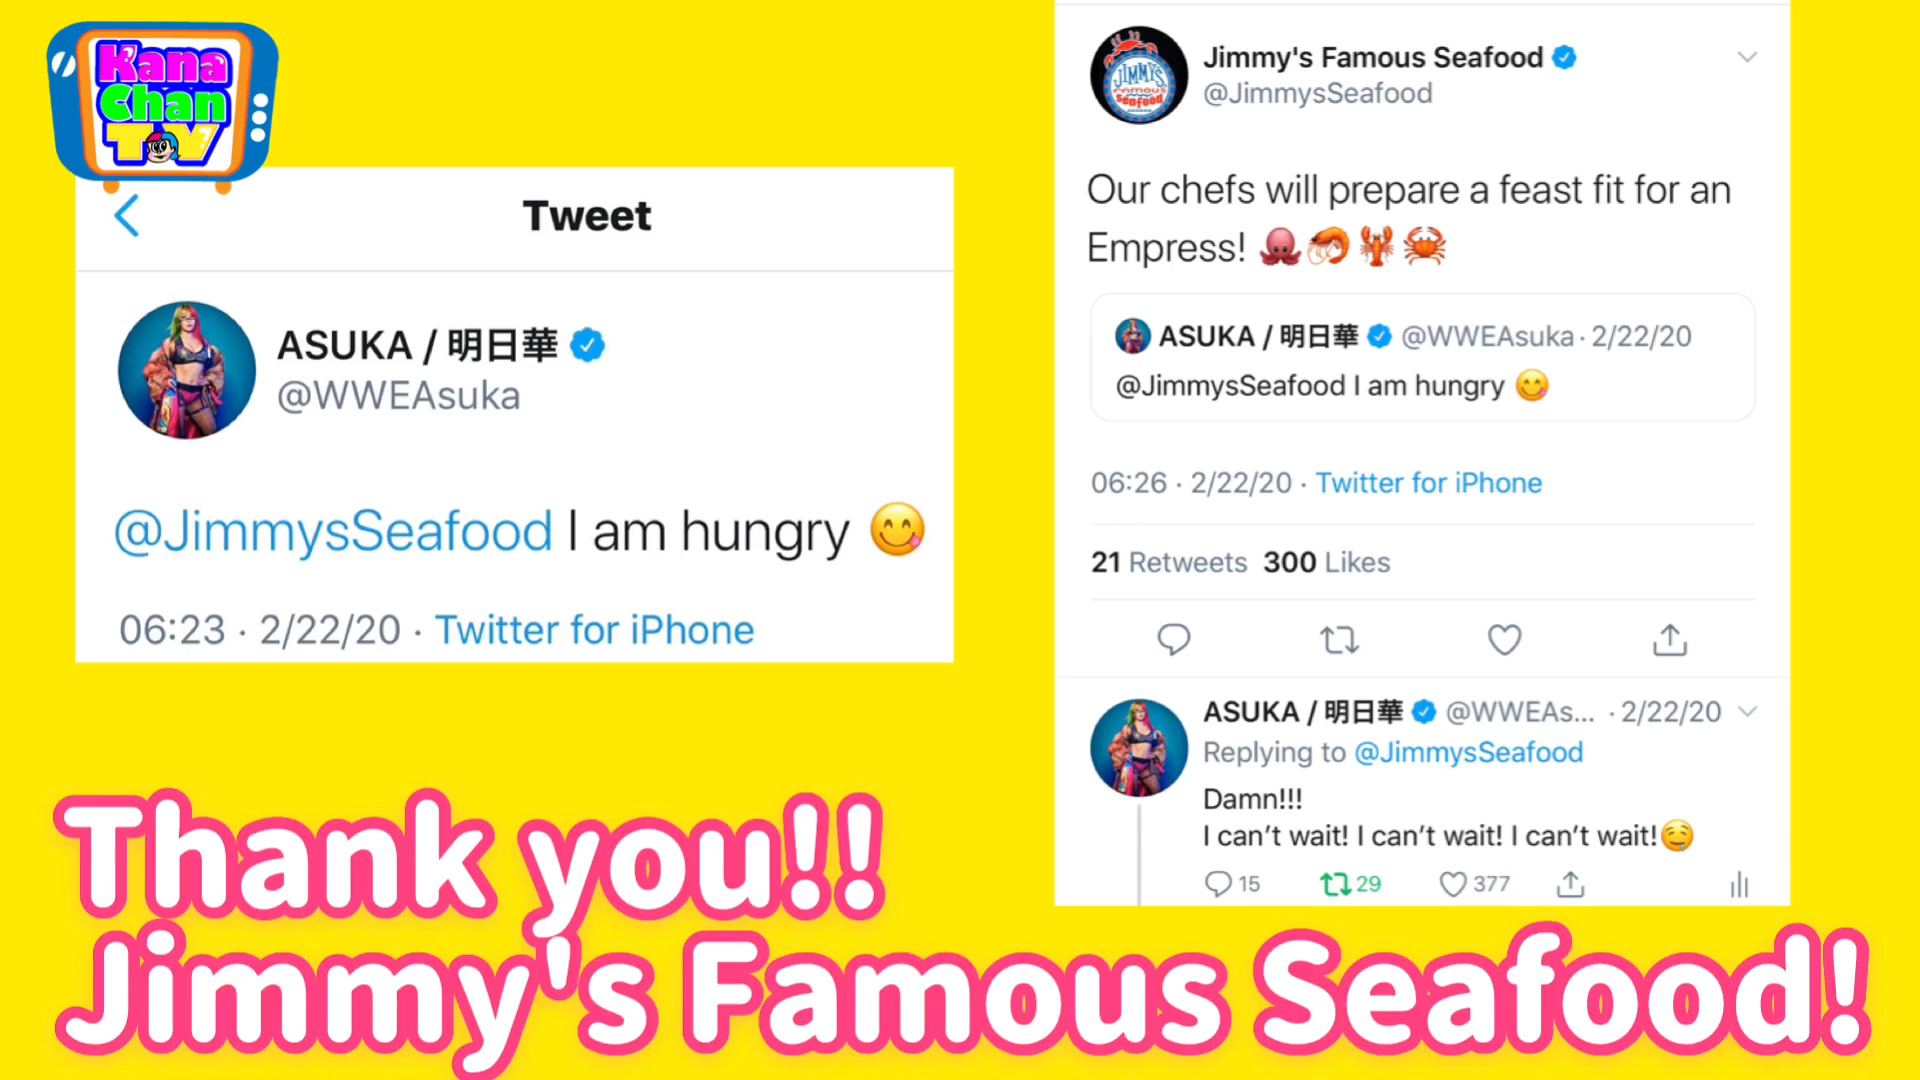 Kana
Chan
TV
Tweet
ASUKA / 明日華
@WWEAsuka
@JimmysSeafood I am hungry 😋
06:23 · 2/22/20 · Twitter for iPhone
JIMMY'S
FAMOUS
Seafood
Jimmy's Famous Seafood
@JimmysSeafood
Our chefs will prepare a feast fit for an
Empress! 🐙🦐🦞🦀
ASUKA / 明日華 @WWEAsuka · 2/22/20
@JimmysSeafood I am hungry 😋
06:26 · 2/22/20 · Twitter for iPhone
21 Retweets 300 Likes
ASUKA / 明日華 @WWEAs... · 2/22/20
Replying to @JimmysSeafood
Damn!!!
I can’t wait! I can’t wait! I can’t wait!🤤
15 29 377
Thank you!!
Jimmy's Famous Seafood!